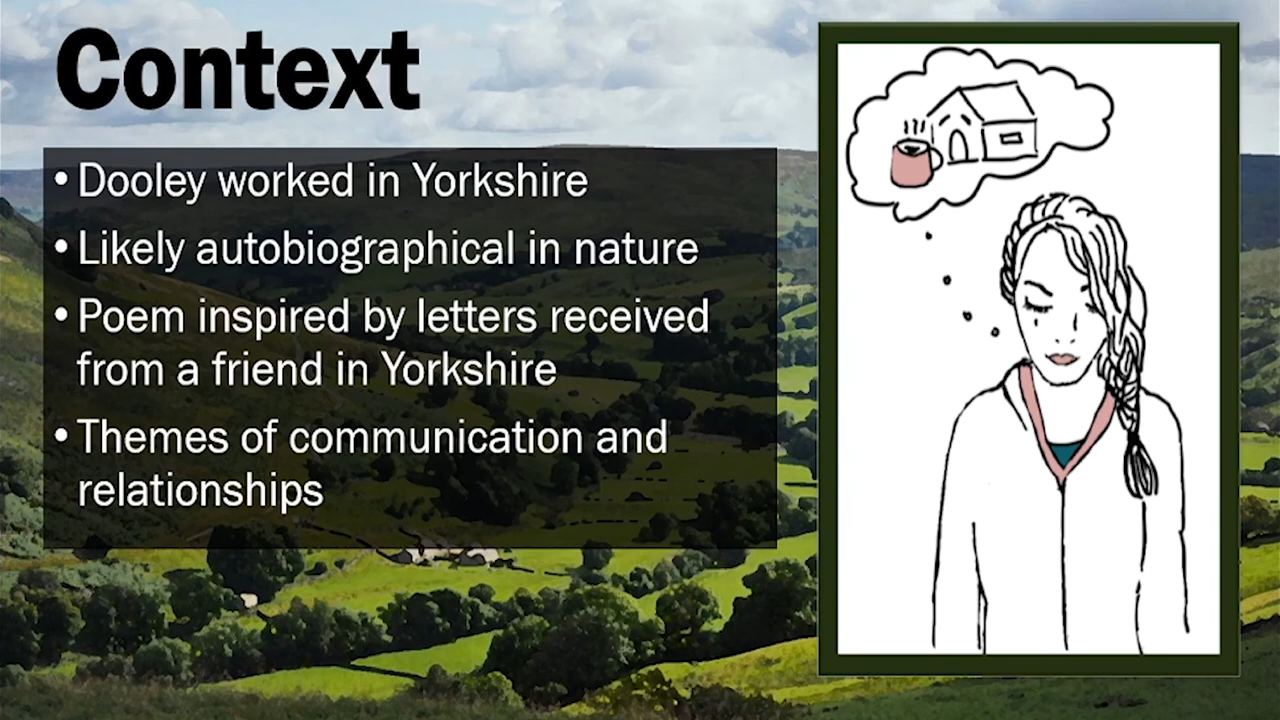 Context
• Dooley worked in Yorkshire
• Likely autobiographical in nature
• Poem inspired by letters received
from a friend in Yorkshire
• Themes of communication and
relationships